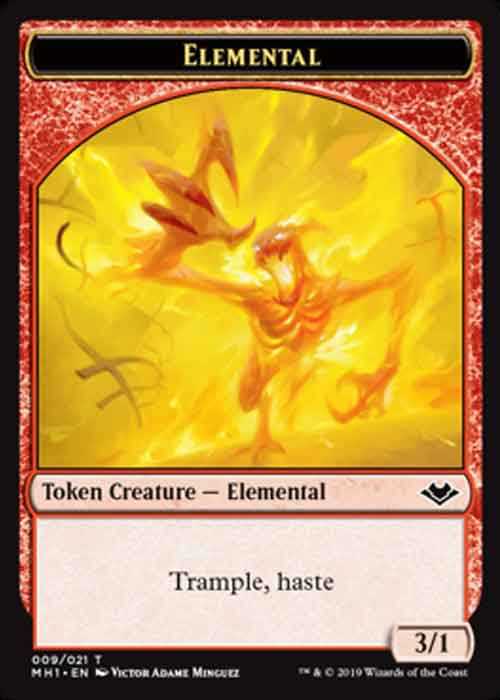 ELEMENTAL
Token Creature — Elemental
Trample, haste
3/1
009/021 T
MH1 • EN VICTOR ADAME MINGUEZ
™ & © 2019 Wizards of the Coast